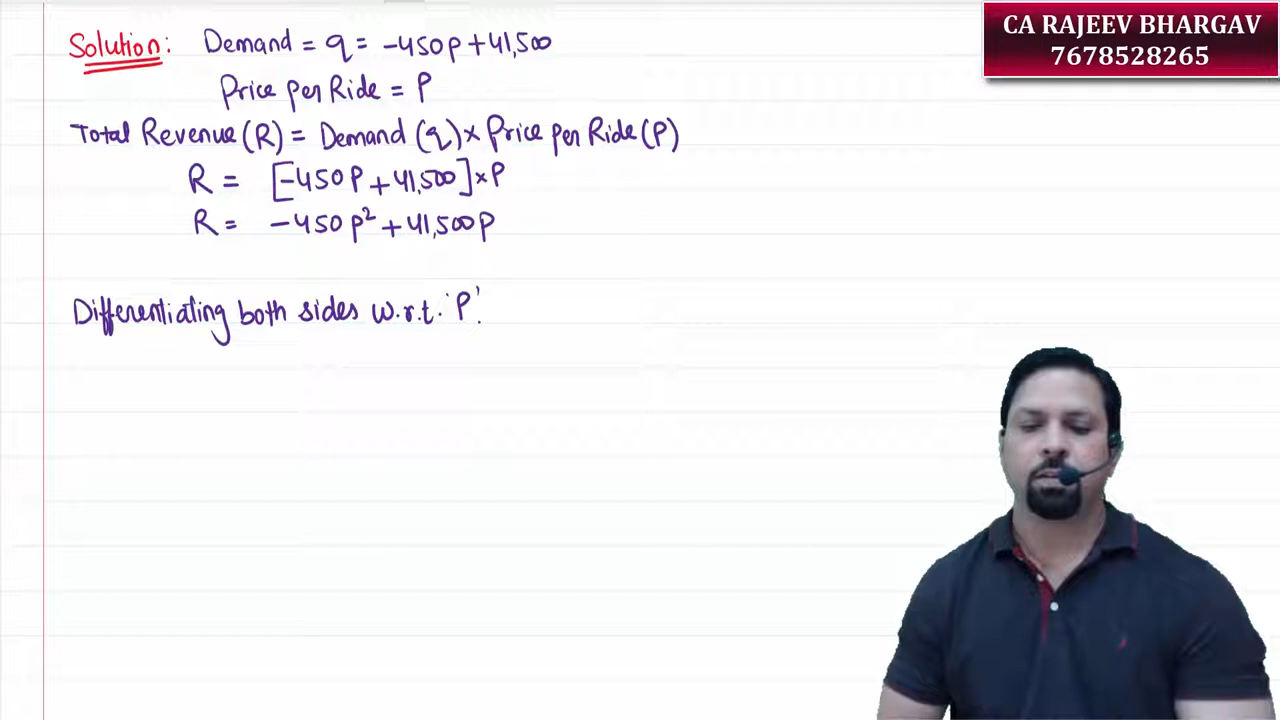 CA RAJEEV BHARGAV
7678528265
Solution: Demand = q = -450P + 41,500
Price per Ride = P
Total Revenue (R) = Demand (q) × Price per Ride (P)
R = [-450P + 41,500] × P
R = -450P² + 41,500P
Differentiating both sides w.r.t. 'P'.